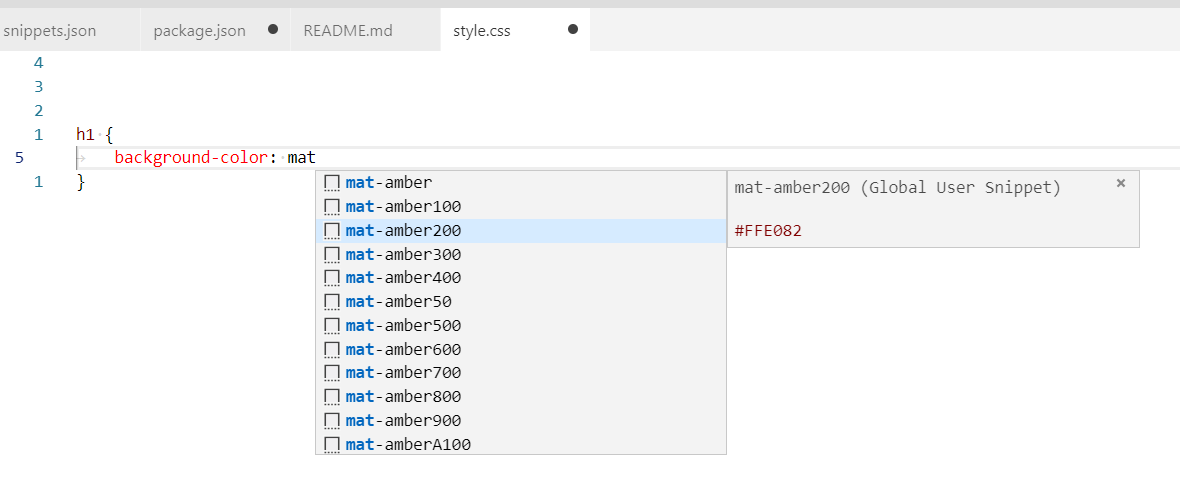 snippets.json package.json README.md style.css
4
3
2
1 h1 {
5 background-color: mat
1 }
mat-amber
mat-amber100
mat-amber200
mat-amber300
mat-amber400
mat-amber50
mat-amber500
mat-amber600
mat-amber700
mat-amber800
mat-amber900
mat-amberA100
mat-amber200 (Global User Snippet)
#FFE082